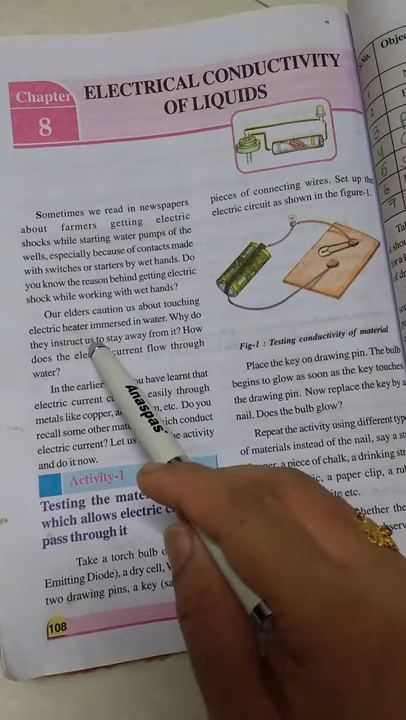 Chapter
8
ELECTRICAL CONDUCTIVITY
OF LIQUIDS
Sometimes we read in newspapers
about farmers getting electric
shocks while starting water pumps of the
wells, especially because of contacts made
with switches or starters by wet hands. Do
you know the reason behind getting electric
shock while working with wet hands?
Our elders caution us about touching
electric heater immersed in water. Why do
they instruct us to stay away from it? How
does the current flow through
water?
In the earlier you have learnt that
electric current easily through
metals like copper, etc. Do you
recall some other which conduct
electric current? Let us the activity
and do it now.
Activity-1
Testing the
which allows electric
pass through it
Take a torch bulb
Emitting Diode), a dry cell,
two drawing pins, a key
108
pieces of connecting wires. Set up the
electric circuit as shown in the figure-1.
Fig-1 : Testing conductivity of material
Place the key on drawing pin. The bulb
begins to glow as soon as the key touches
the drawing pin. Now replace the key by a
nail. Does the bulb glow?
Repeat the activity using different
of materials instead of the nail, say a
a piece of chalk, a drinking
a paper clip, a
etc.
the
Anaspas
No.
1
2
3